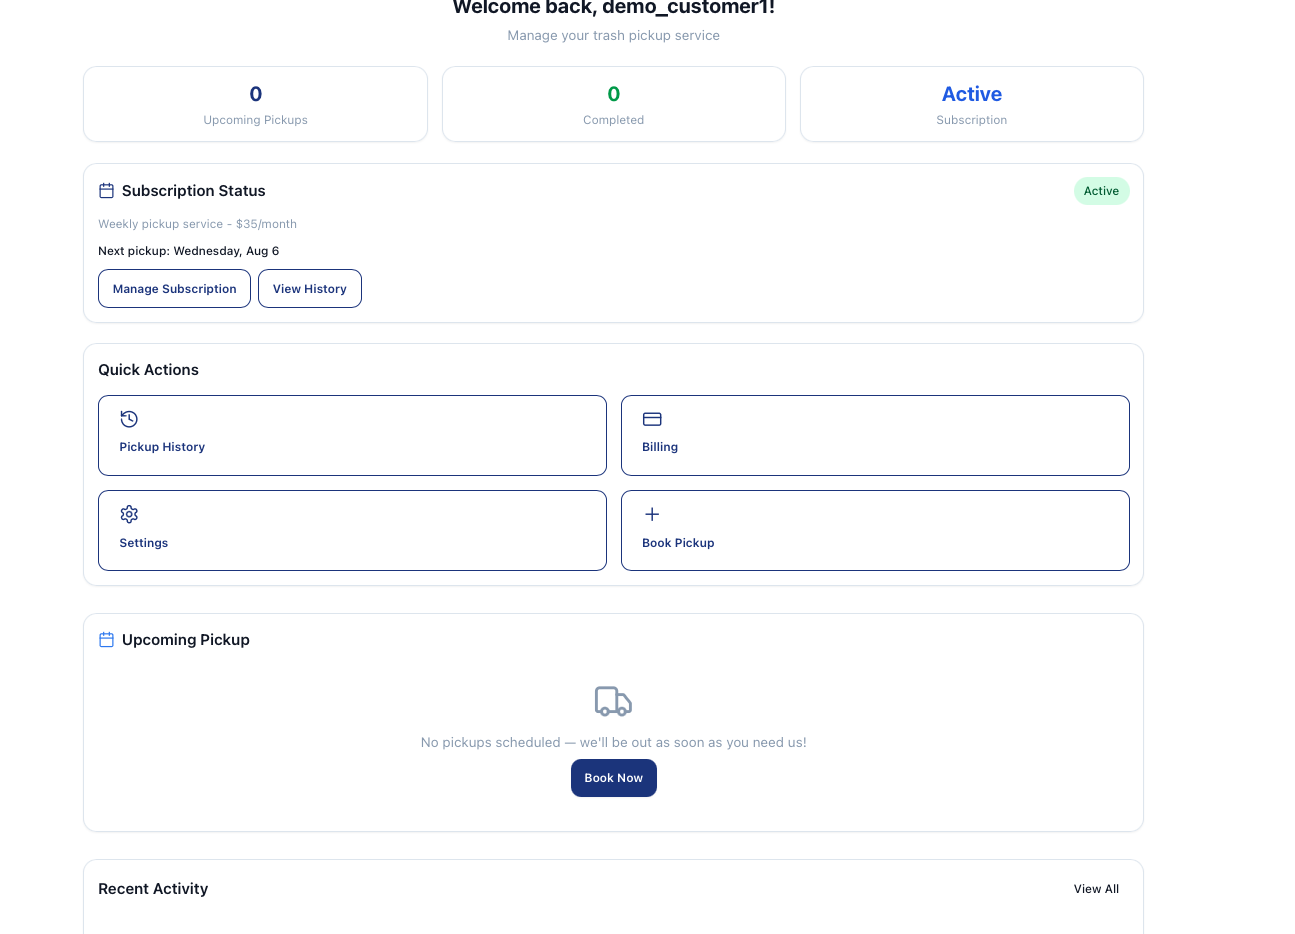 Welcome back, demo_customer1!
Manage your trash pickup service
0
Upcoming Pickups
0
Completed
Active
Subscription
Subscription Status
Active
Weekly pickup service - $35/month
Next pickup: Wednesday, Aug 6
Manage Subscription
View History
Quick Actions
Pickup History
Billing
Settings
Book Pickup
Upcoming Pickup
No pickups scheduled — we'll be out as soon as you need us!
Book Now
Recent Activity
View All